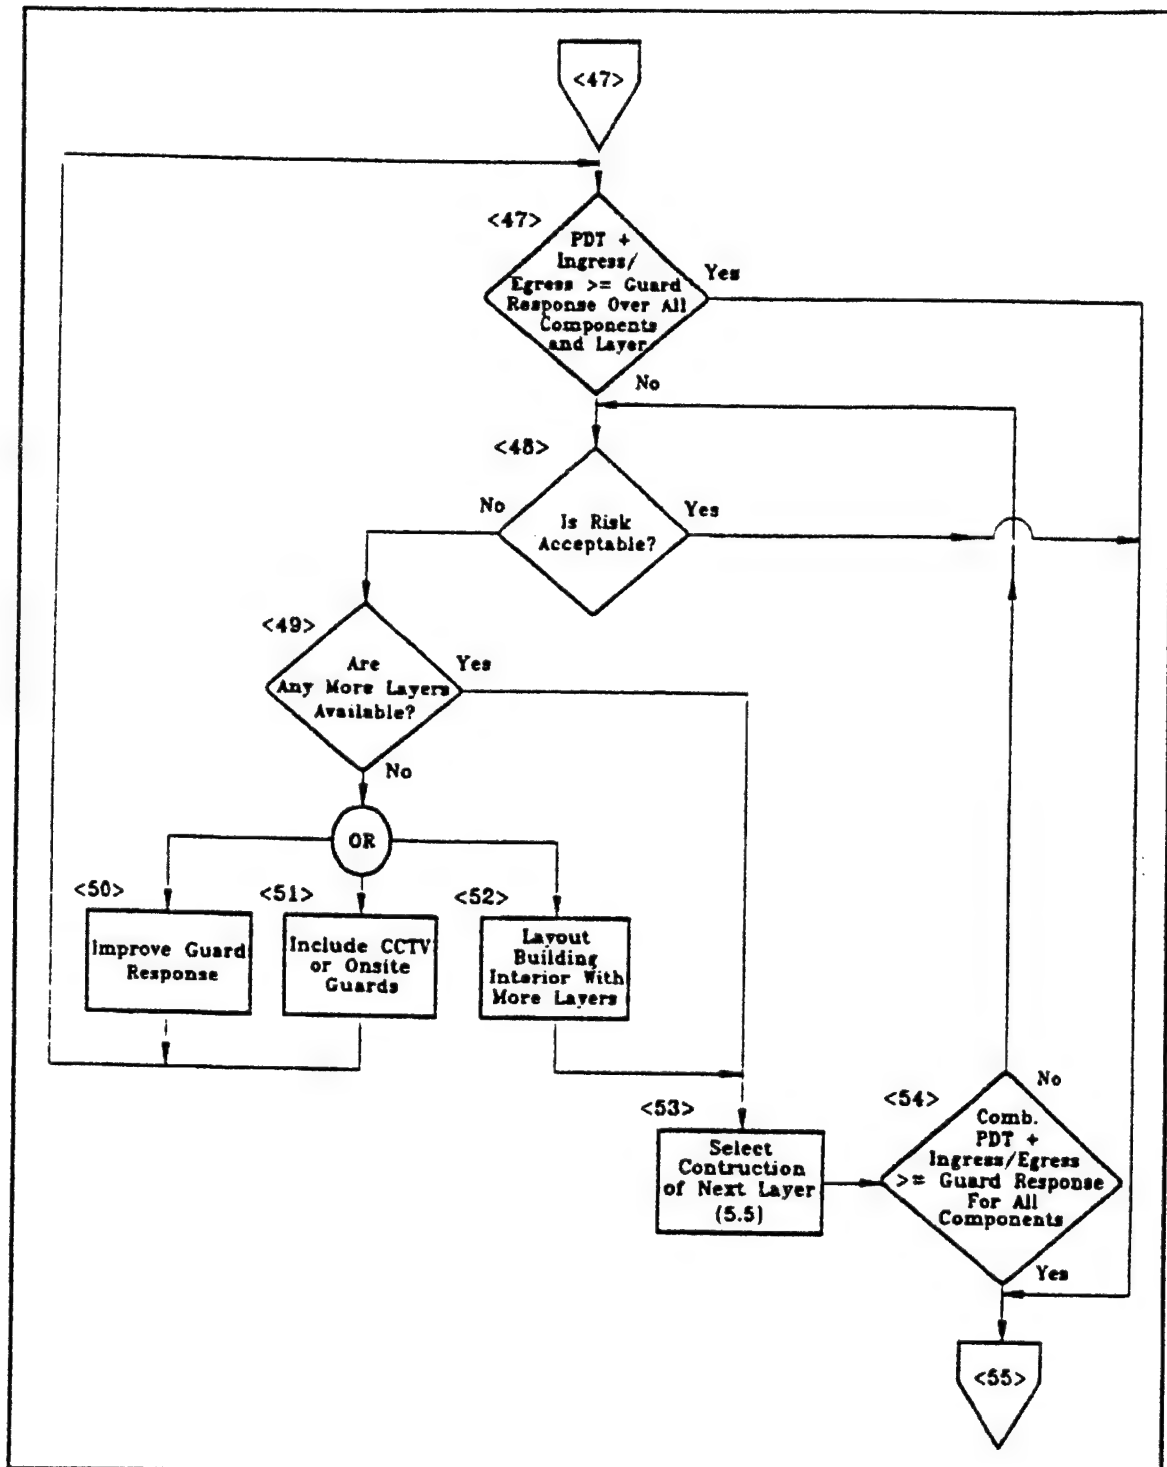 <47>
<47>
PDT +
Ingress/
Egress >= Guard
Response Over All
Components
and Layer
Yes
No
<48>
Is Risk
Acceptable?
No
Yes
<49>
Are
Any More Layers
Available?
Yes
No
OR
<50>
Improve Guard
Response
<51>
Include CCTV
or Onsite
Guards
<52>
Layout
Building
Interior With
More Layers
<53>
Select
Contruction
of Next Layer
(5.5)
<54>
Comb.
PDT +
Ingress/Egress
>= Guard Response
For All
Components
No
Yes
<55>